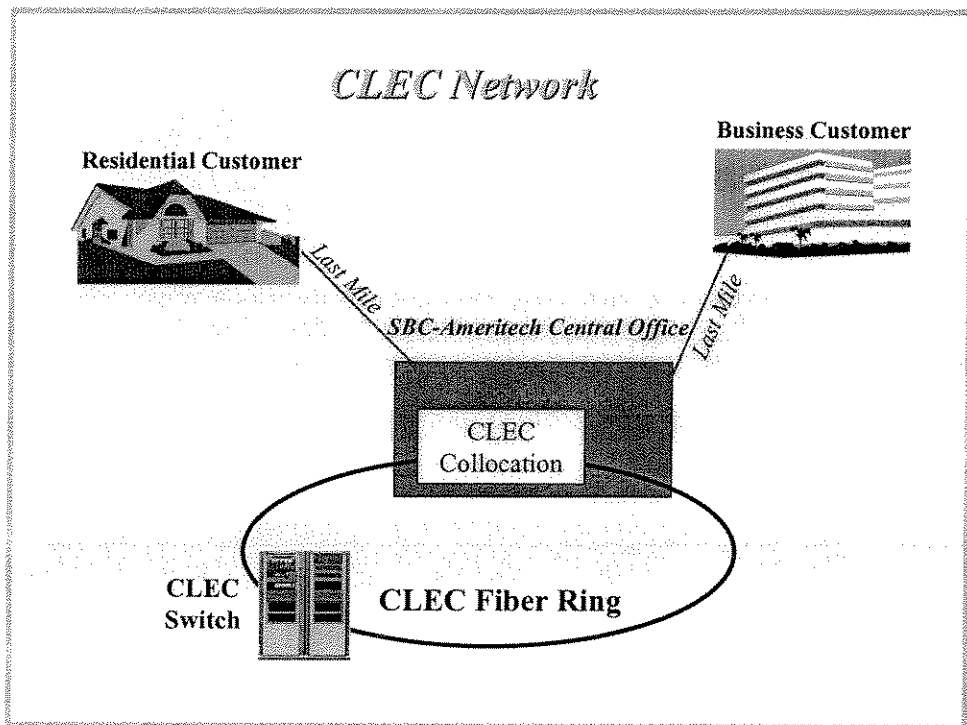 CLEC Network
Business Customer
Residential Customer
Last Mile
Last Mile
SBC-Ameritech Central Office
CLEC
Collocation
CLEC
Switch
CLEC Fiber Ring